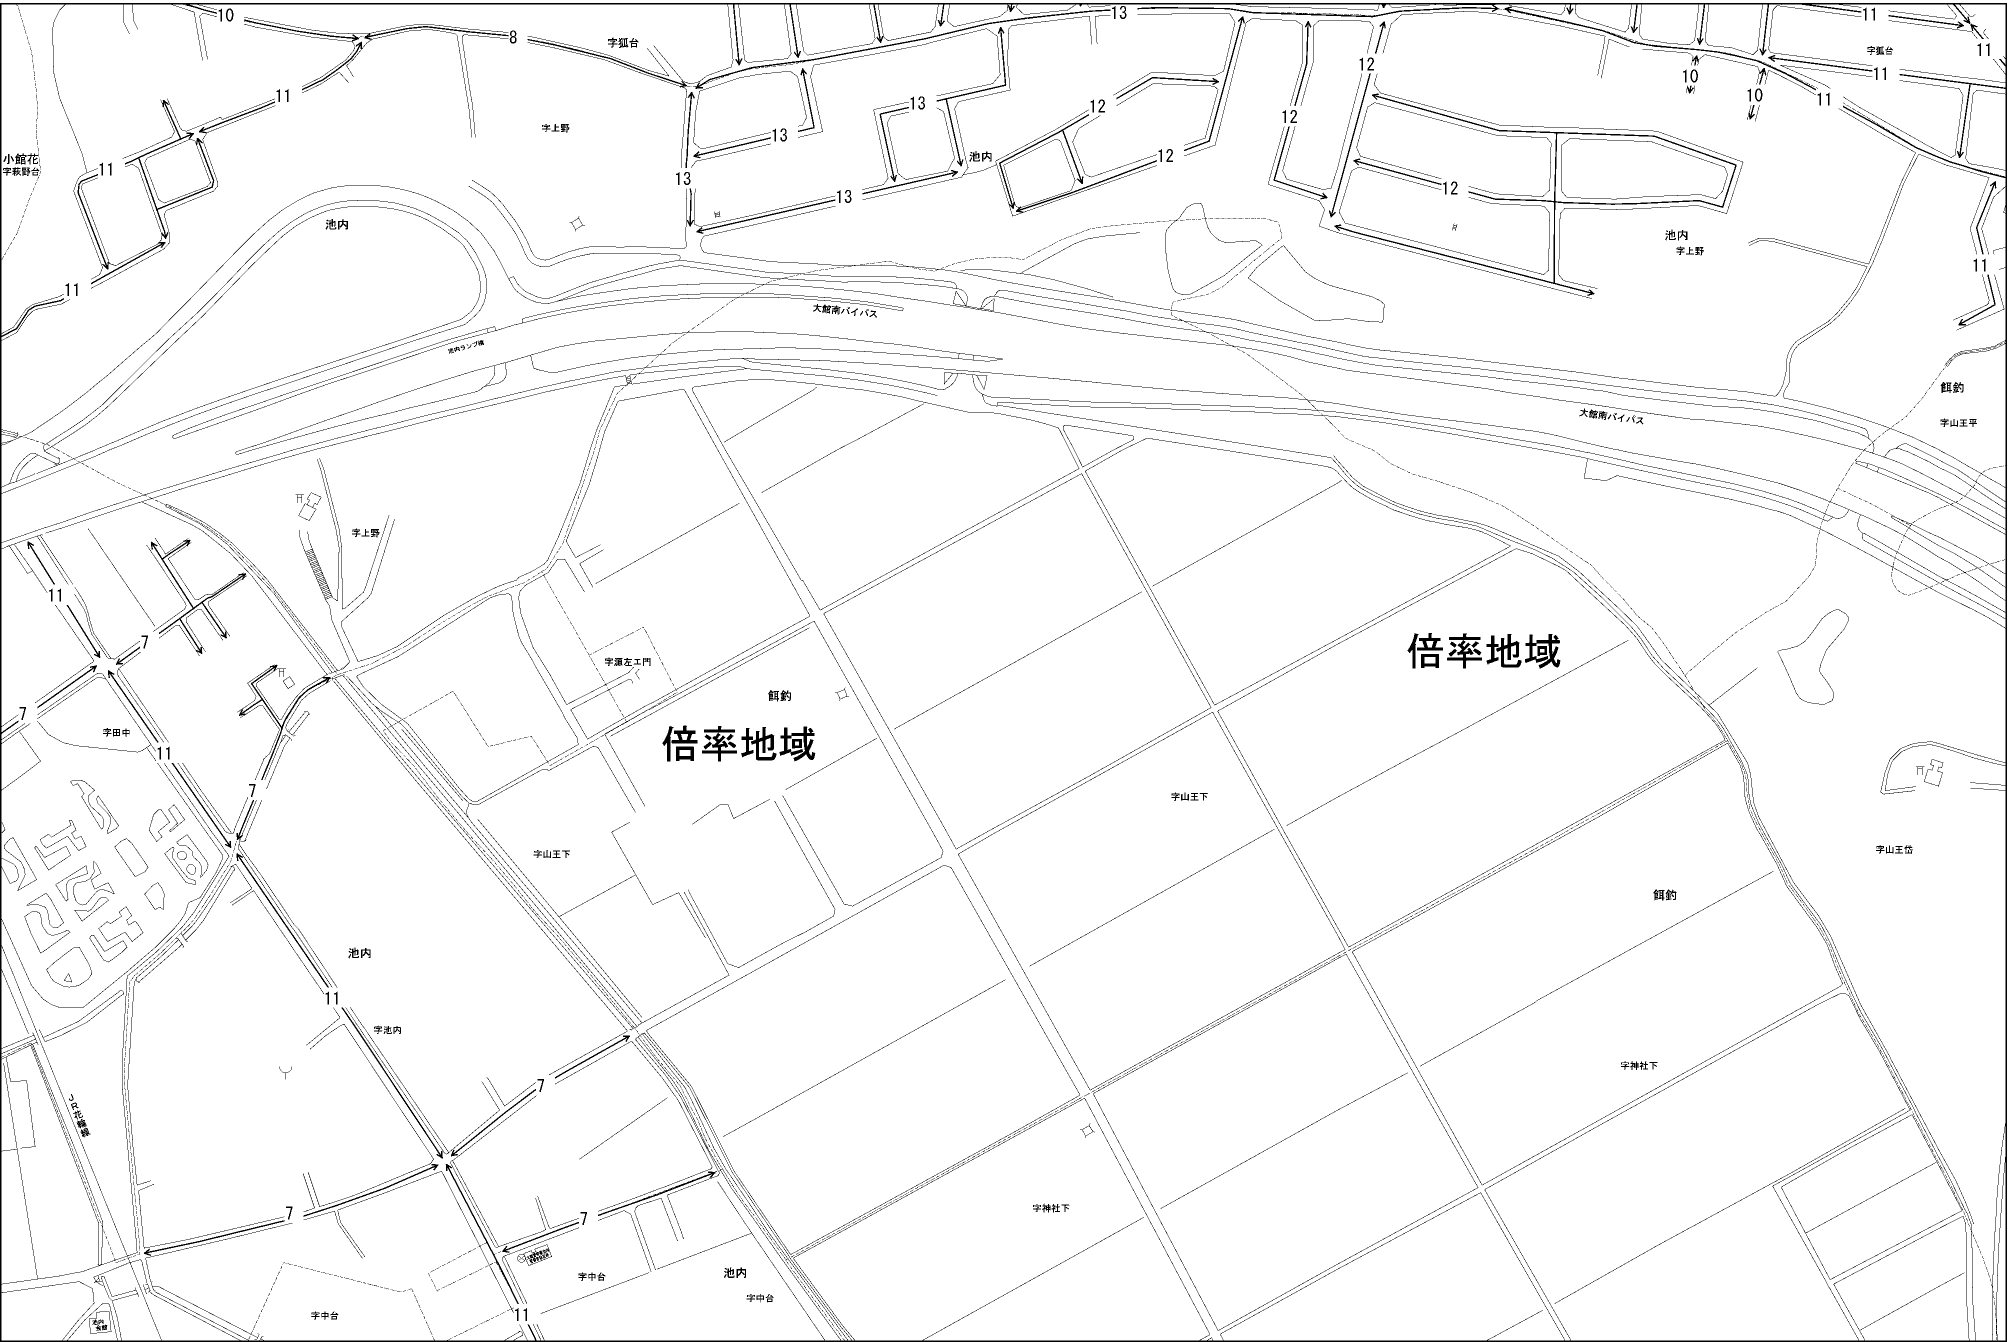 10
13
11
8
字狐台
字狐台
11
12
10
11
11
10
11
13
12
12
13
字上野
小館花
字萩野台
11
池内
12
13
12
13
池内
池内
字上野
11
11
大館南バイパス
池内ランプ橋
餌釣
字山王平
大館南バイパス
字上野
11
7
倍率地域
字灑左エ門
餌釣
7
字田中
倍率地域
11
7
字山王下
字山王下
字山王岱
餌釣
池内
11
字池内
字神社下
7
JR花輪線
7
7
字神社下
池内
字中台
字中台
字中台
11
池内
会館